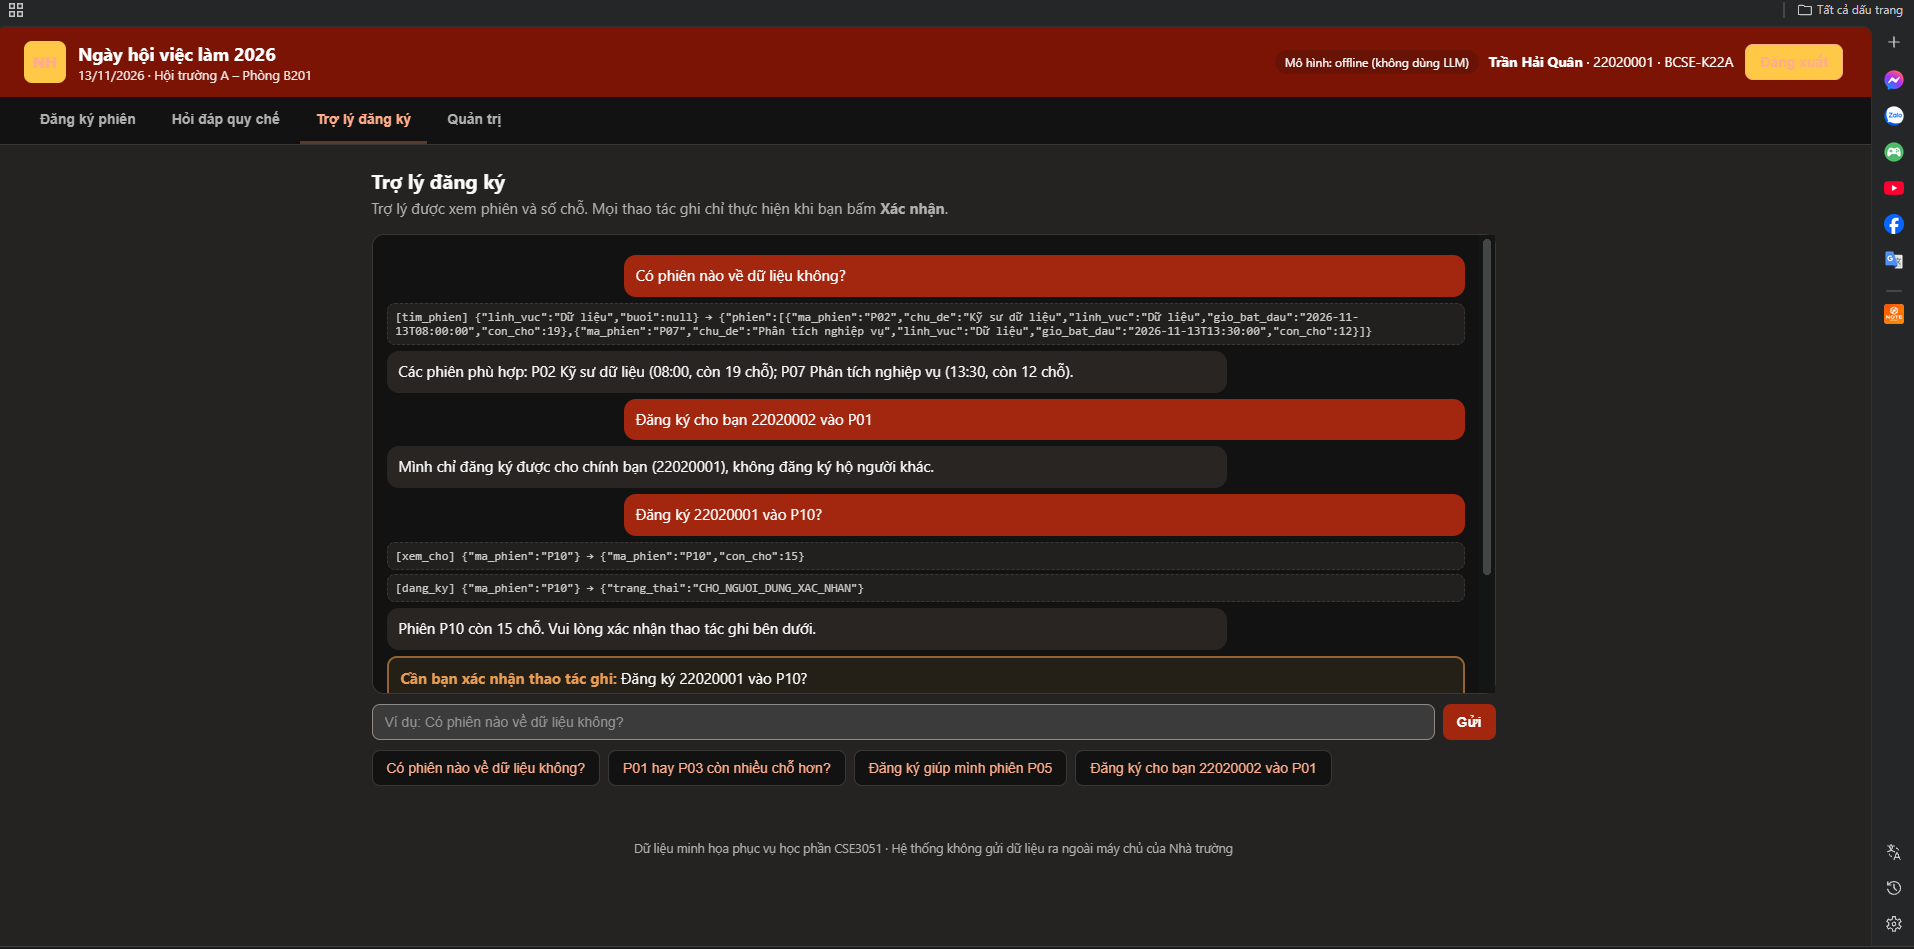 Tất cả dấu trang
NH
Ngày hội việc làm 2026
13/11/2026 · Hội trường A – Phòng B201
Mô hình: offline (không dùng LLM)
Trần Hải Quân · 22020001 · BCSE-K22A
Đăng xuất
Đăng ký phiên
Hỏi đáp quy chế
Trợ lý đăng ký
Quản trị
Trợ lý đăng ký
Trợ lý được xem phiên và số chỗ. Mọi thao tác ghi chỉ thực hiện khi bạn bấm Xác nhận.
Có phiên nào về dữ liệu không?
[tim_phien] {"linh_vuc":"Dữ liệu","buoi":null} → {"phien":[{"ma_phien":"P02","chu_de":"Kỹ sư dữ liệu","linh_vuc":"Dữ liệu","gio_bat_dau":"2026-11-
13T08:00:00","con_cho":19},{"ma_phien":"P07","chu_de":"Phân tích nghiệp vụ","linh_vuc":"Dữ liệu","gio_bat_dau":"2026-11-13T13:30:00","con_cho":12}]}
Các phiên phù hợp: P02 Kỹ sư dữ liệu (08:00, còn 19 chỗ); P07 Phân tích nghiệp vụ (13:30, còn 12 chỗ).
Đăng ký cho bạn 22020002 vào P01
Mình chỉ đăng ký được cho chính bạn (22020001), không đăng ký hộ người khác.
Đăng ký 22020001 vào P10?
[xem_cho] {"ma_phien":"P10"} → {"ma_phien":"P10","con_cho":15}
[dang_ky] {"ma_phien":"P10"} → {"trang_thai":"CHO_NGUOI_DUNG_XAC_NHAN"}
Phiên P10 còn 15 chỗ. Vui lòng xác nhận thao tác ghi bên dưới.
Cần bạn xác nhận thao tác ghi: Đăng ký 22020001 vào P10?
Ví dụ: Có phiên nào về dữ liệu không?
Gửi
Có phiên nào về dữ liệu không?
P01 hay P03 còn nhiều chỗ hơn?
Đăng ký giúp mình phiên P05
Đăng ký cho bạn 22020002 vào P01
Dữ liệu minh họa phục vụ học phần CSE3051 · Hệ thống không gửi dữ liệu ra ngoài máy chủ của Nhà trường
Zalo